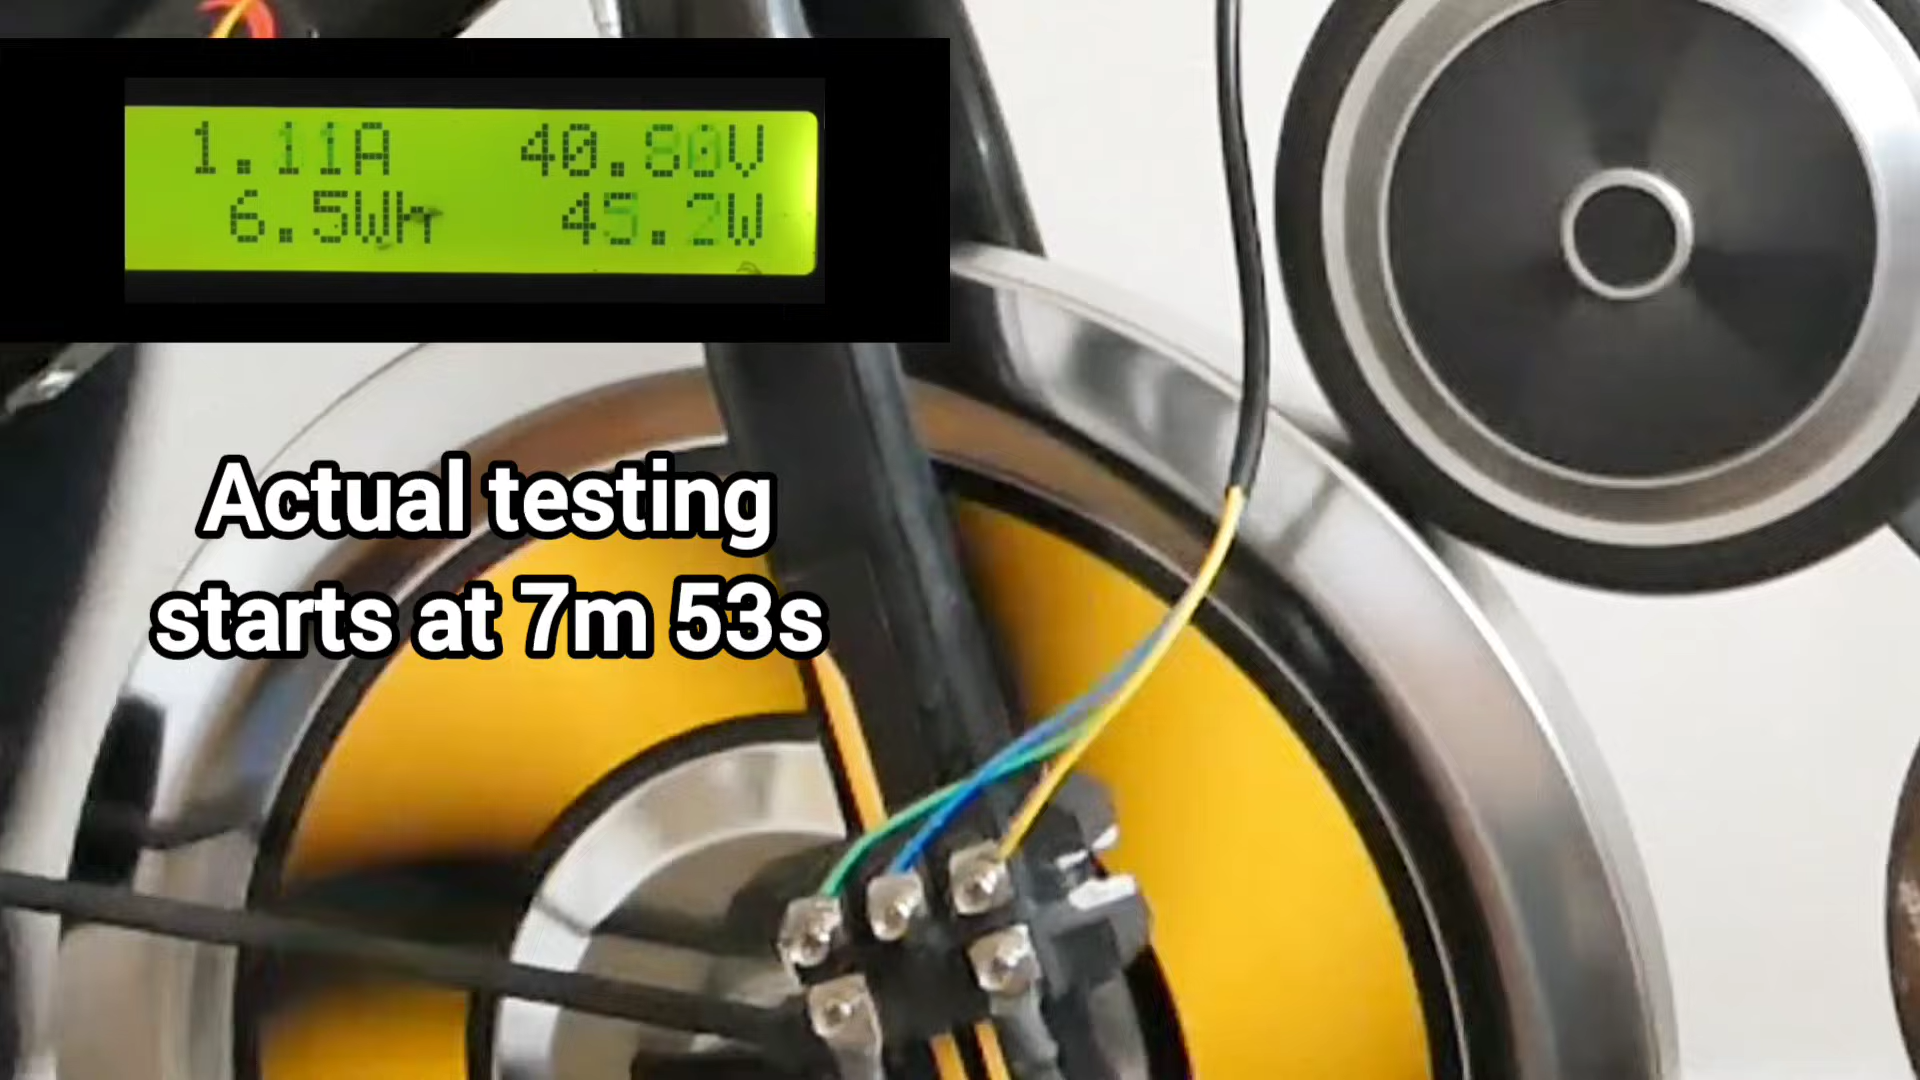 1.11A 40.80V
6.5Wh 45.2W
Actual testing
starts at 7m 53s